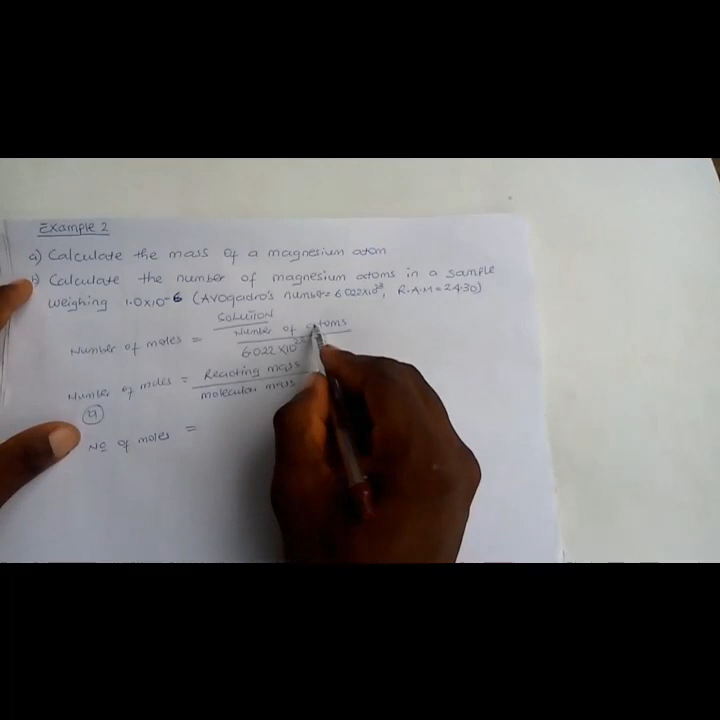 Example 2
a) Calculate the mass of a magnesium atom
b) Calculate the number of magnesium atoms in a sample
weighing 1.0x10-6 (Avogadro's number= 6.022x10²³, R.A.M=24.30)
SOLUTION
Number of moles = Number of atoms
6.022 x10
Number of moles = Reacting mass
molecular mass
a
No of moles =